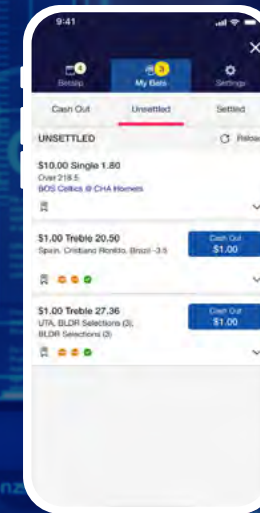 9:41
4
3
Betslip
My Bets
Settings
Cash Out
Unsettled
Settled
UNSETTLED
Reload
$10.00 Single 1.80
Over 218.5
BOS Celtics @ CHA Hornets
$1.00 Treble 20.50
Spain, Cristiano Ronldo, Brazil -3.5
Cash Out
$1.00
$1.00 Treble 27.36
UTA, BLDR Selections (3),
BLDR Selections (3)
Cash Out
$1.00